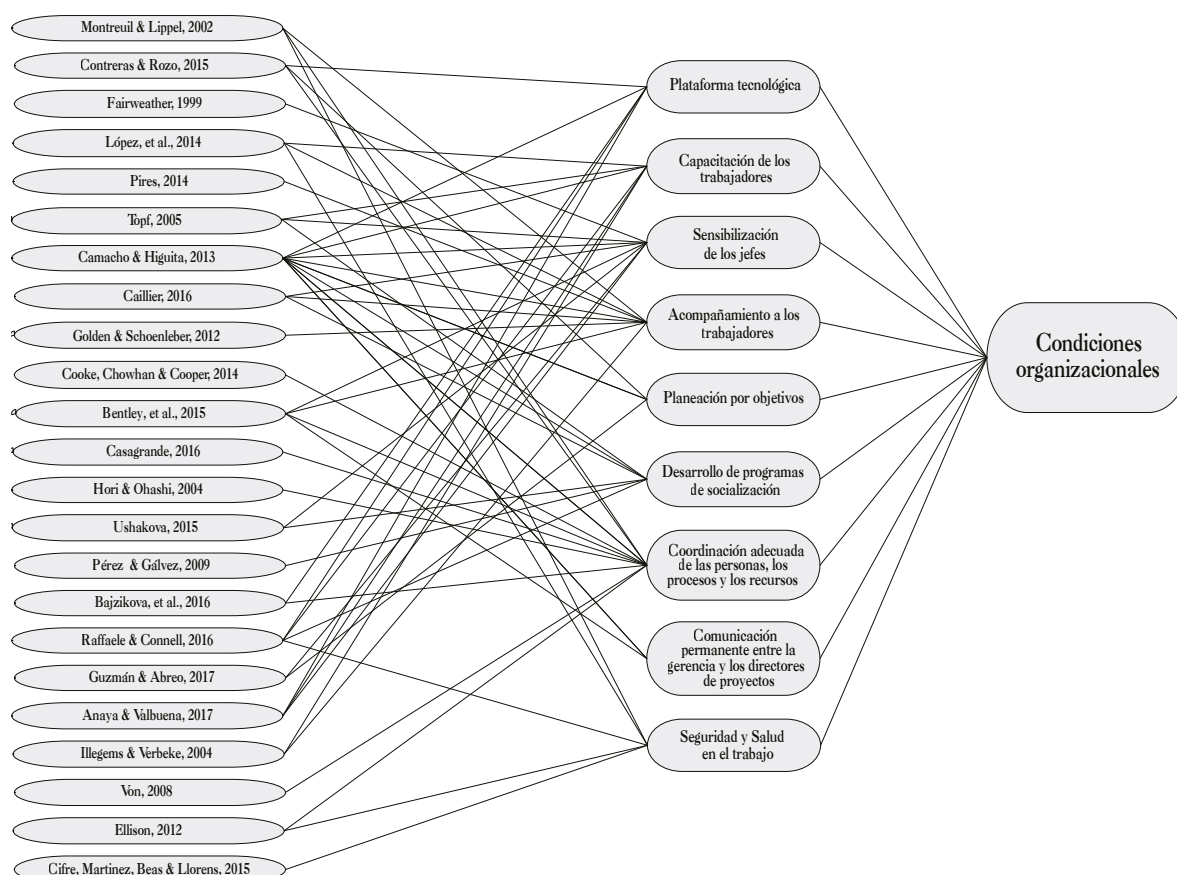 Montreuil & Lippel, 2002
Contreras & Rozo, 2015
Fairweather, 1999
López, et al., 2014
Pires, 2014
Topf, 2005
Camacho & Higuita, 2013
Caillier, 2016
Golden & Schoenleber, 2012
Cooke, Chowhan & Cooper, 2014
Bentley, et al., 2015
Casagrande, 2016
Hori & Ohashi, 2004
Ushakova, 2015
Pérez & Gálvez, 2009
Bajzikova, et al., 2016
Raffaele & Connell, 2016
Guzmán & Abreo, 2017
Anaya & Valbuena, 2017
Illegems & Verbeke, 2004
Von, 2008
Ellison, 2012
Cifre, Martinez, Beas & Llorens, 2015
Plataforma tecnológica
Capacitación de los
trabajadores
Sensibilización
de los jefes
Acompañamiento a los
trabajadores
Planeación por objetivos
Desarrollo de programas
de socialización
Coordinación adecuada
de las personas, los
procesos y los recursos
Comunicación
permanente entre la
gerencia y los directores
de proyectos
Seguridad y Salud
en el trabajo
Condiciones
organizacionales